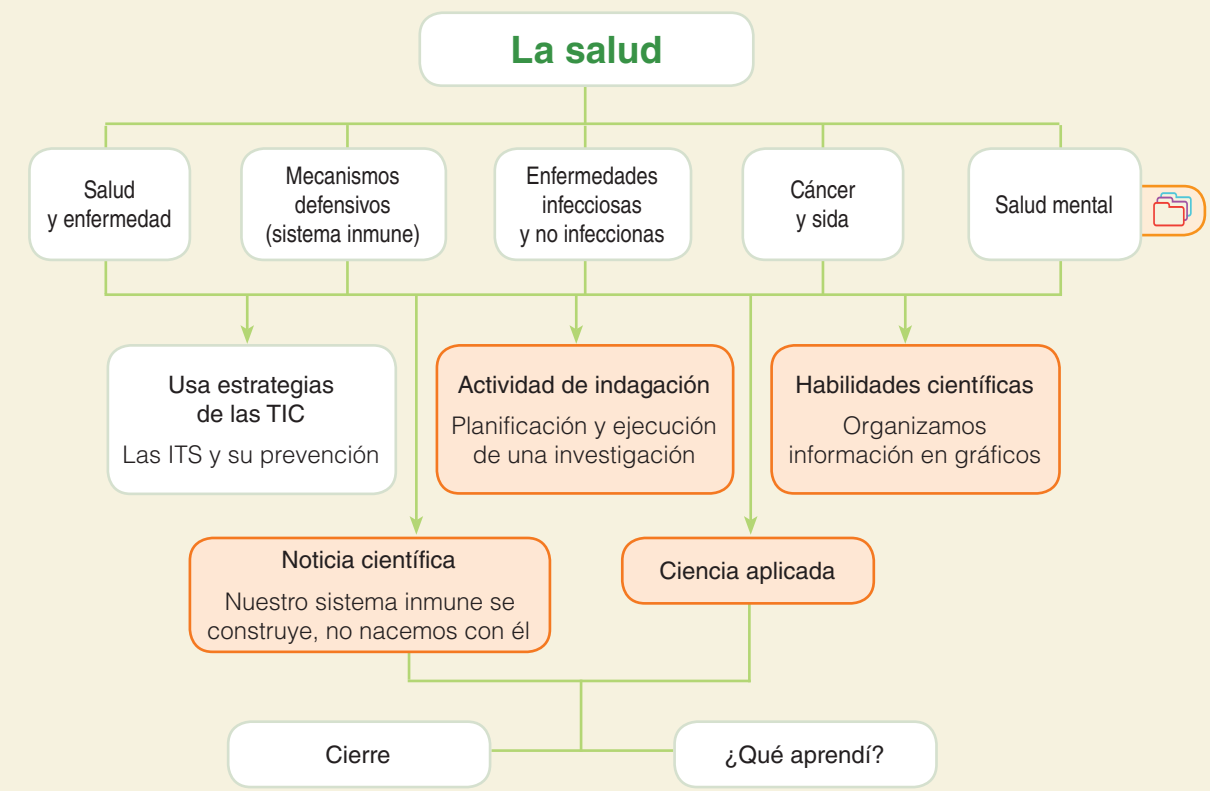 La salud
Salud
y enfermedad
Mecanismos
defensivos
(sistema inmune)
Enfermedades
infecciosas
y no infeccionas
Cáncer
y sida
Salud mental
Usa estrategias
de las TIC
Las ITS y su prevención
Actividad de indagación
Planificación y ejecución
de una investigación
Habilidades científicas
Organizamos
información en gráficos
Noticia científica
Nuestro sistema inmune se
construye, no nacemos con él
Ciencia aplicada
Cierre
¿Qué aprendí?